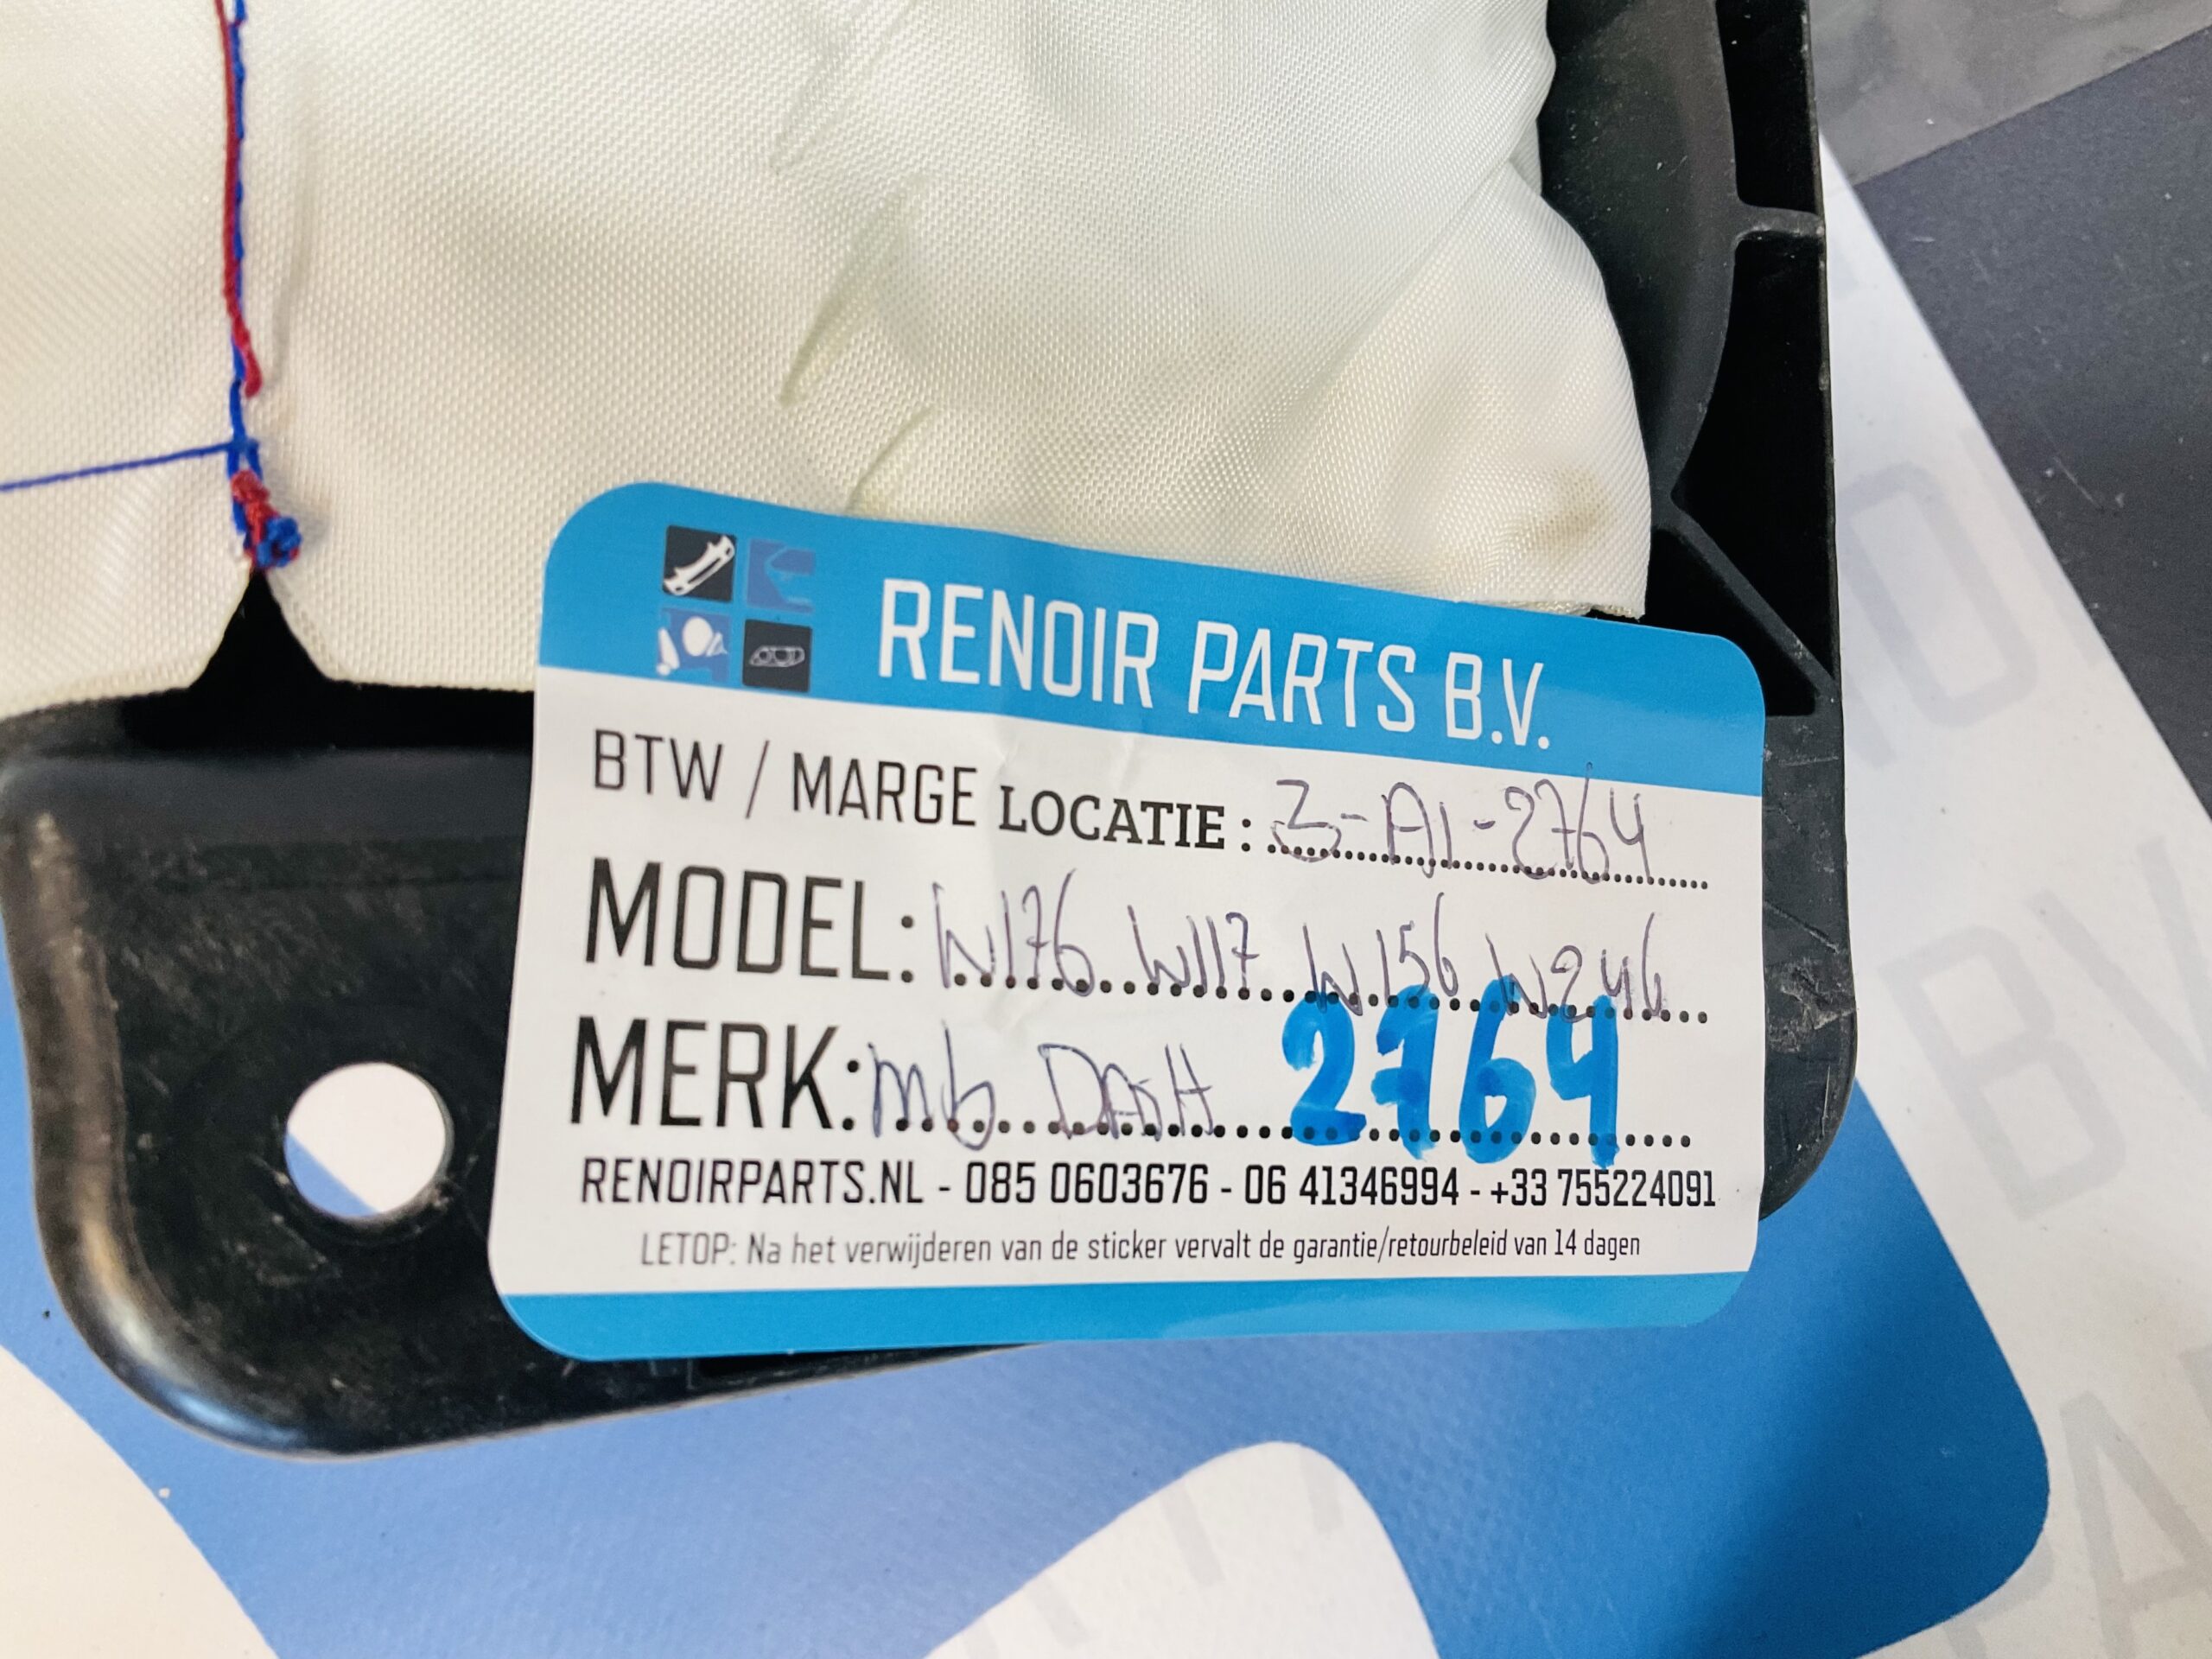 RENOIR PARTS B.V.
BTW / MARGE LOCATIE : 3-A1-2764
MODEL: W176 W117 W156 W246
MERK: mb DASH 2764
RENOIRPARTS.NL - 085 0603676 - 06 41346994 - +33 755224091
LETOP: Na het verwijderen van de sticker vervalt de garantie/retourbeleid van 14 dagen